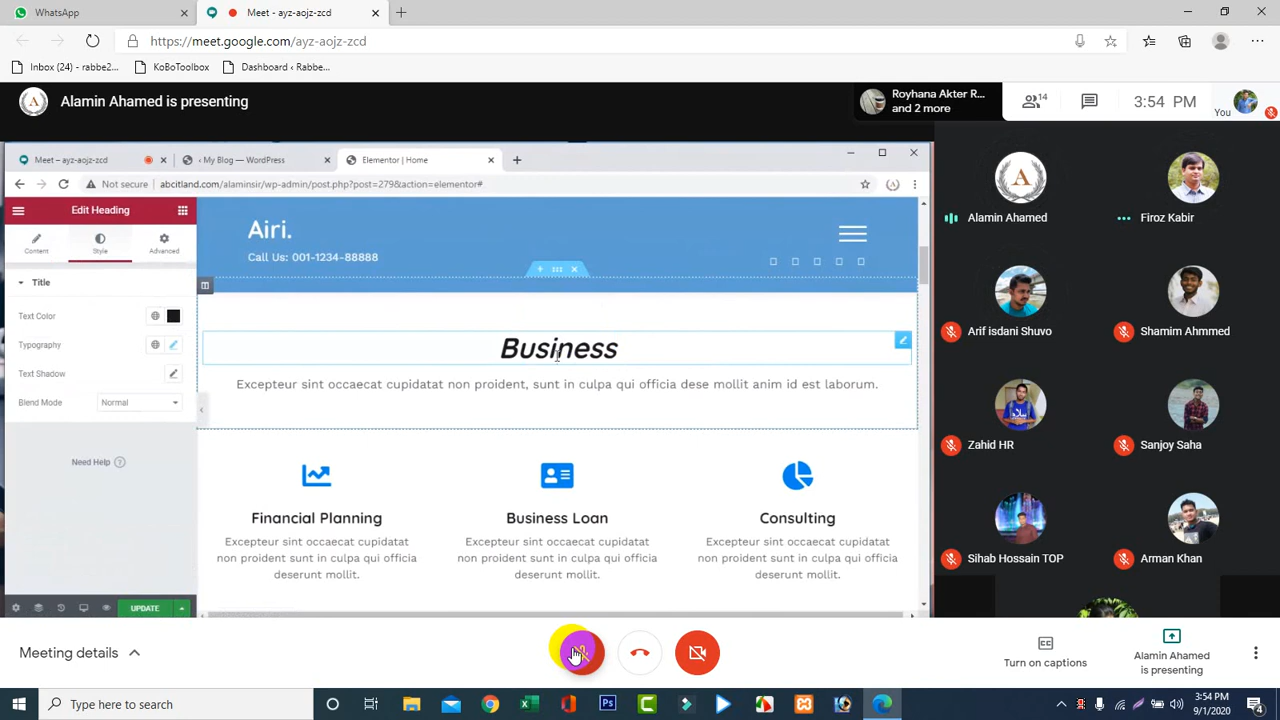 WhatsApp
Meet - ayz-aojz-zcd
https://meet.google.com/ayz-aojz-zcd
Inbox (24) - rabbe2...
KoBoToolbox
Dashboard ‹ Rabbe...
Alamin Ahamed is presenting
Royhana Akter R...
and 2 more
14
3:54 PM
You
Meet – ayz-aojz-zcd
‹ My Blog — WordPress
Elementor | Home
Not secure | abcitland.com/alaminsir/wp-admin/post.php?post=279&action=elementor#
Edit Heading
Content
Style
Advanced
Title
Text Color
Typography
Text Shadow
Blend Mode
Normal
Need Help
UPDATE
Airi.
Call Us: 001-1234-88888
Business
Excepteur sint occaecat cupidatat non proident, sunt in culpa qui officia dese mollit anim id est laborum.
Financial Planning
Excepteur sint occaecat cupidatat
non proident sunt in culpa qui officia
deserunt mollit.
Business Loan
Excepteur sint occaecat cupidatat
non proident sunt in culpa qui officia
deserunt mollit.
Consulting
Excepteur sint occaecat cupidatat
non proident sunt in culpa qui officia
deserunt mollit.
A
Alamin Ahamed
Firoz Kabir
Arif isdani Shuvo
Shamim Ahmmed
Zahid HR
Sanjoy Saha
Sihab Hossain TOP
Arman Khan
Meeting details
Turn on captions
Alamin Ahamed
is presenting
Type here to search
3:54 PM
9/1/2020